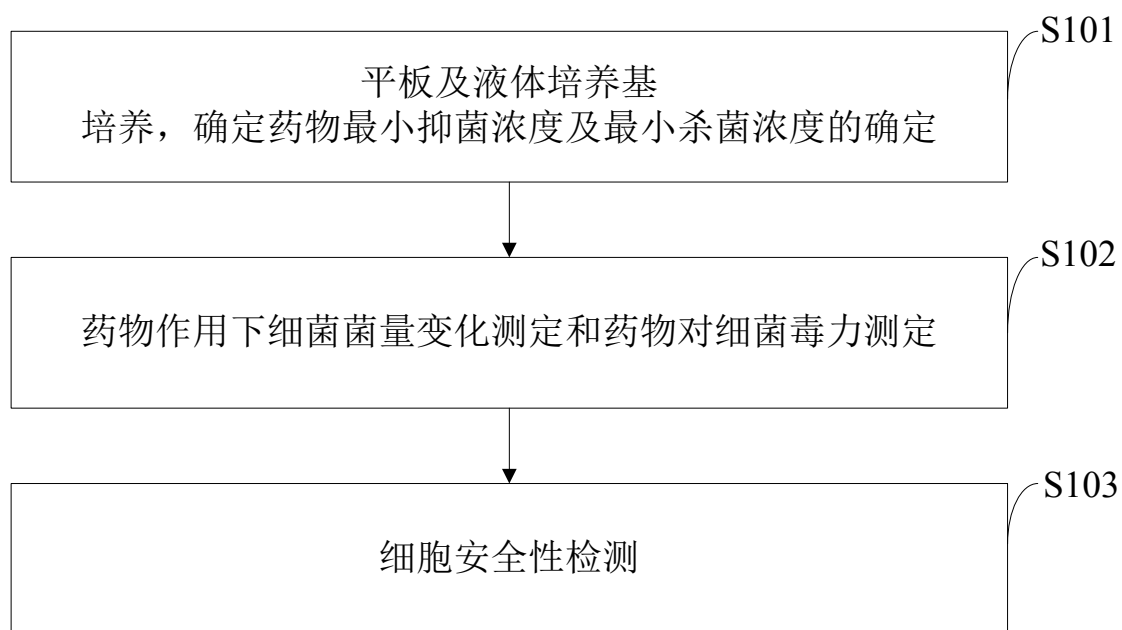 S101
平板及液体培养基
培养，确定药物最小抑菌浓度及最小杀菌浓度的确定
S102
药物作用下细菌菌量变化测定和药物对细菌毒力测定
S103
细胞安全性检测